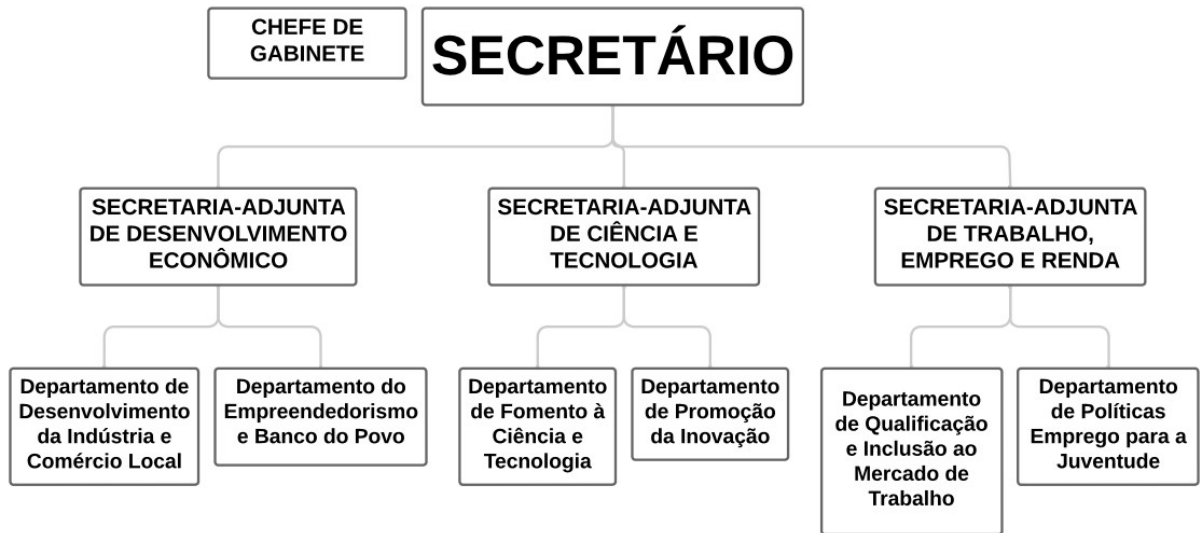 CHEFE DE
GABINETE
SECRETÁRIO
SECRETARIA-ADJUNTA
DE DESENVOLVIMENTO
ECONÔMICO
SECRETARIA-ADJUNTA
DE CIÊNCIA E
TECNOLOGIA
SECRETARIA-ADJUNTA
DE TRABALHO,
EMPREGO E RENDA
Departamento de
Desenvolvimento
da Indústria e
Comércio Local
Departamento do
Empreendedorismo
e Banco do Povo
Departamento
de Fomento à
Ciência e
Tecnologia
Departamento
de Promoção
da Inovação
Departamento
de Qualificação
e Inclusão ao
Mercado de
Trabalho
Departamento
de Políticas
Emprego para a
Juventude